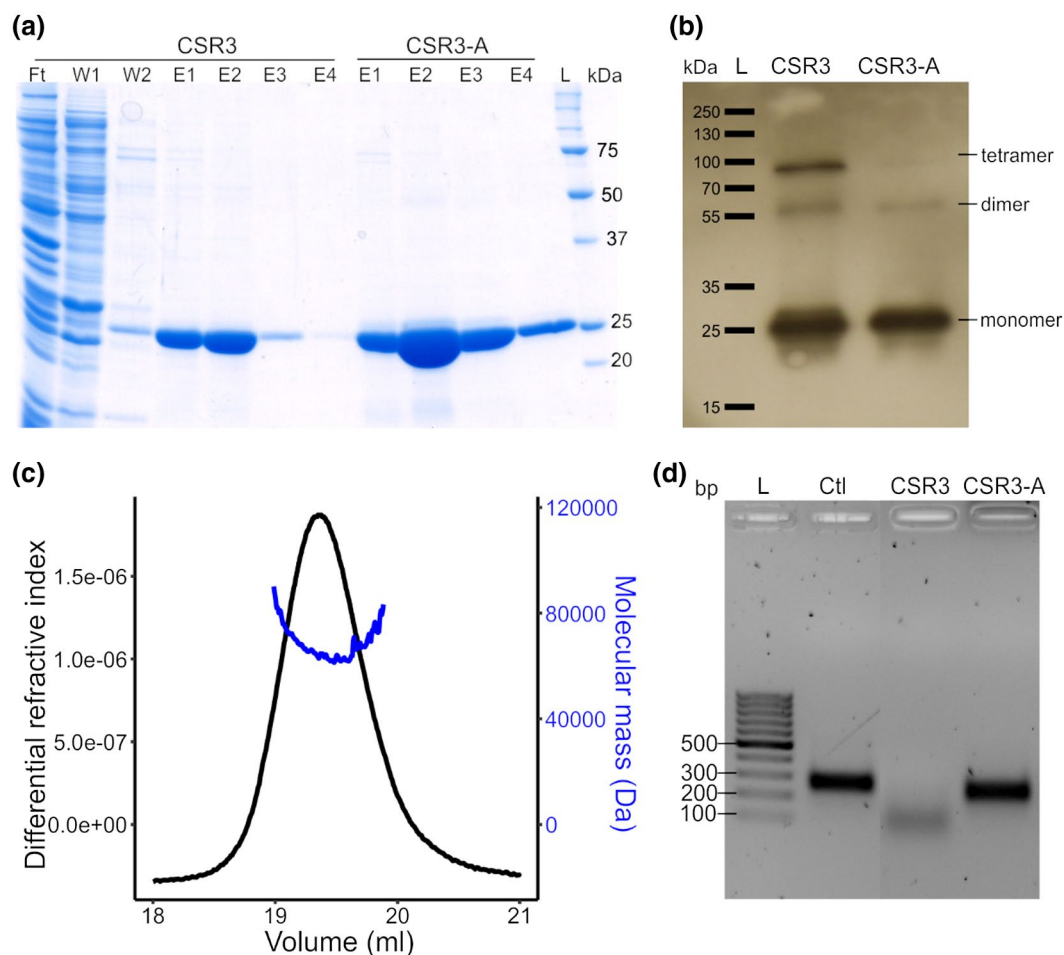 (a)
CSR3 CSR3-A
Ft W1 W2 E1 E2 E3 E4 E1 E2 E3 E4 L kDa
75
50
37
25
20
(b)
kDa L CSR3 CSR3-A
250
130
100
70
55
35
25
15
tetramer
dimer
monomer
(c)
Differential refractive index
1.5e-06
1.0e-06
5.0e-07
0.0e+00
120000
80000
40000
0
Molecular mass (Da)
18 19 20 21
Volume (ml)
(d)
bp L Ctl CSR3 CSR3-A
500
300
200
100